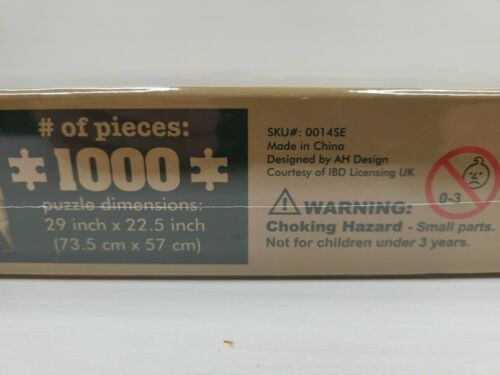 # of pieces:
1000
puzzle dimensions:
29 inch x 22.5 inch
(73.5 cm x 57 cm)
SKU#: 0014SE
Made in China
Designed by AH Design
Courtesy of IBD Licensing UK
0-3
WARNING:
Choking Hazard - Small parts.
Not for children under 3 years.